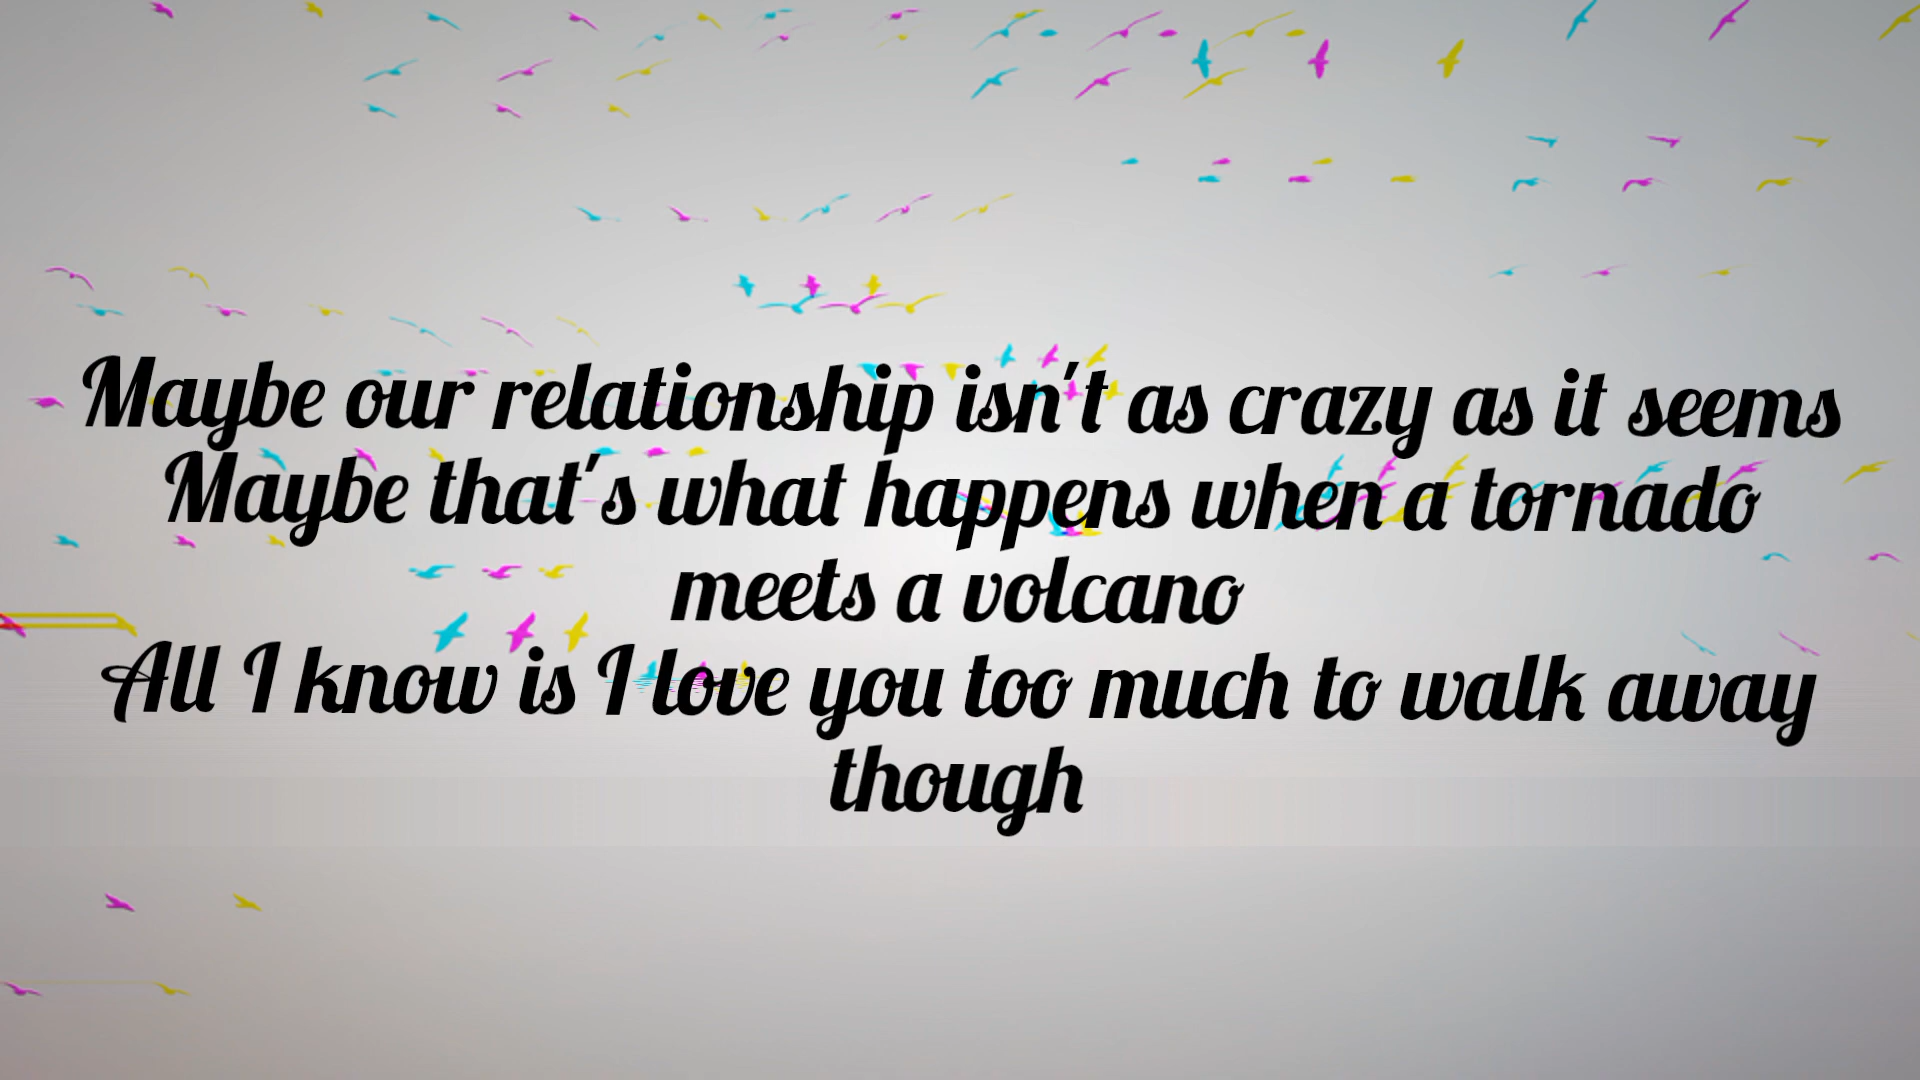 Maybe our relationship isn't as crazy as it seems
Maybe that's what happens when a tornado
meets a volcano
All I know is I love you too much to walk away
though